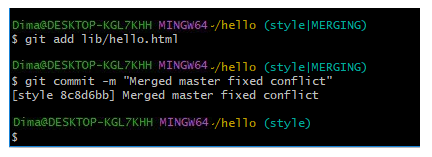 Dima@DESKTOP-KGL7KHH MINGW64 ~/hello (style|MERGING)
$ git add lib/hello.html
Dima@DESKTOP-KGL7KHH MINGW64 ~/hello (style|MERGING)
$ git commit -m "Merged master fixed conflict"
[style 8c8d6bb] Merged master fixed conflict
Dima@DESKTOP-KGL7KHH MINGW64 ~/hello (style)
$